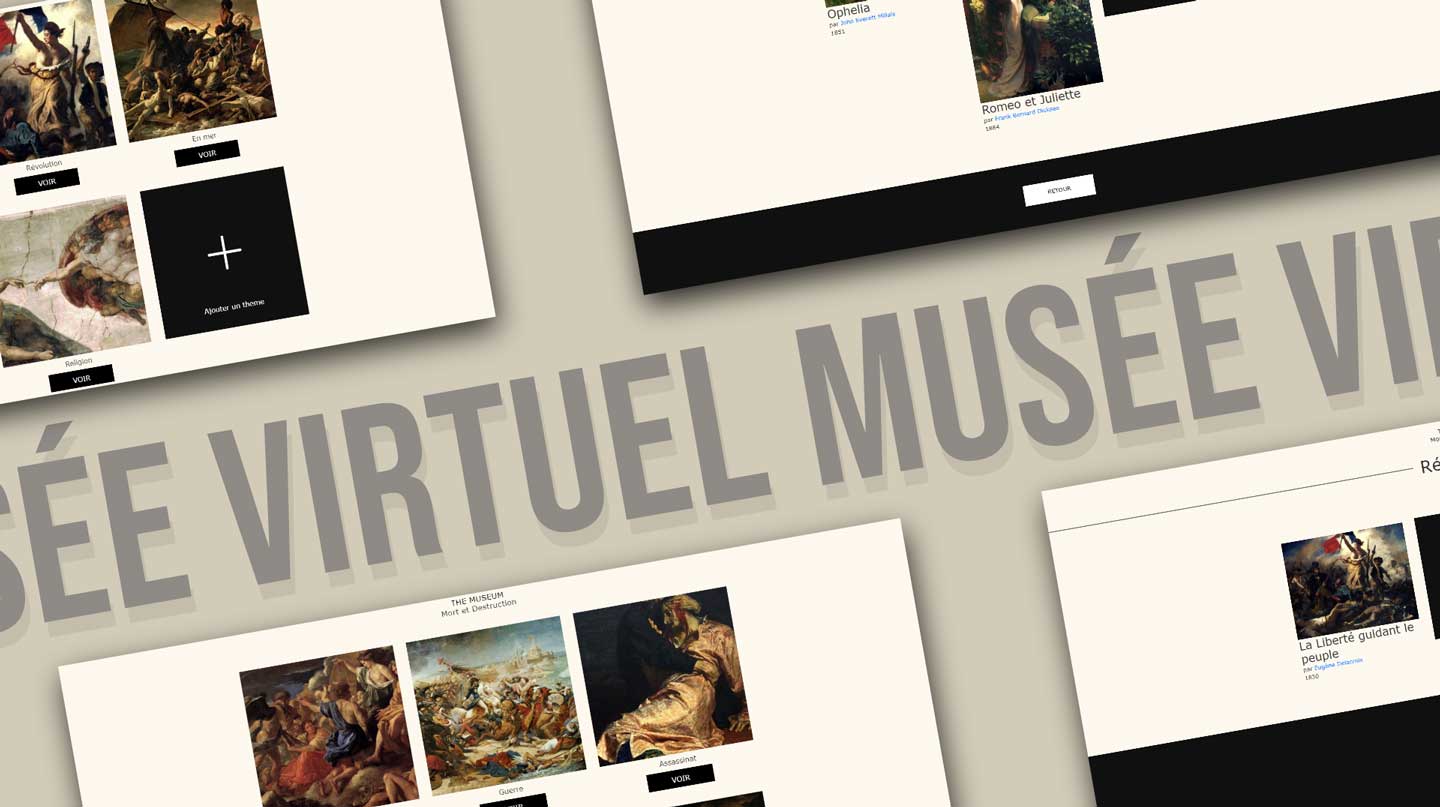 Révolution
VOIR
En mer
VOIR
Religion
VOIR
Ajouter un theme
Ophelia
par John Everett Millais
1851
Romeo et Juliette
par Frank Bernard Dicksee
1884
RETOUR
SÉE VIRTUEL MUSÉE VI
THE MUSEUM
Mort et Destruction
Guerre
Assassinat
VOIR
Ré
La Liberté guidant le
peuple
par Eugène Delacroix
1830